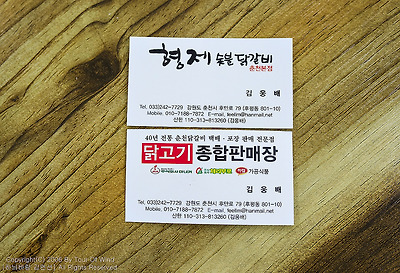 형제 숯불 닭갈비
춘천본점
김 웅 배
Tel. 033)242-7729 강원도 춘천시 후만로 79 (후평동 801-10)
Mobile. 010-7188-7872 E-mail. feelim@hanmail.net
신한 110-313-813260 (김웅배)
40년 전통 춘천닭갈비 택배 · 포장 판매 전문점
닭고기 종합판매장
가공식품
김 웅 배
Tel. 033)242-7729 강원도 춘천시 후만로 79 (후평동 801-10)
Mobile. 010-7188-7872 E-mail. feelim@hanmail.net
신한 110-313-813260 (김웅배)